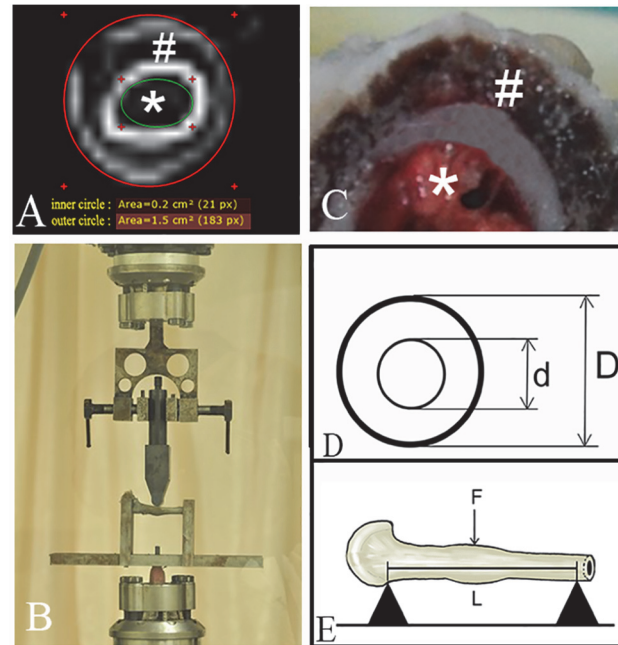 #
*
A
inner circle : Area=0.2 cm² (21 px)
outer circle : Area=1.5 cm² (183 px)
#
*
C
B
d
D
D
F
L
E